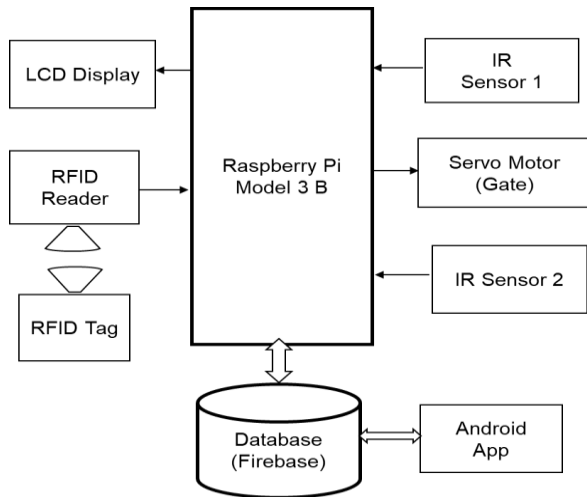 LCD Display
RFID
Reader
RFID Tag
Raspberry Pi
Model 3 B
IR
Sensor 1
Servo Motor
(Gate)
IR Sensor 2
Database
(Firebase)
Android
App